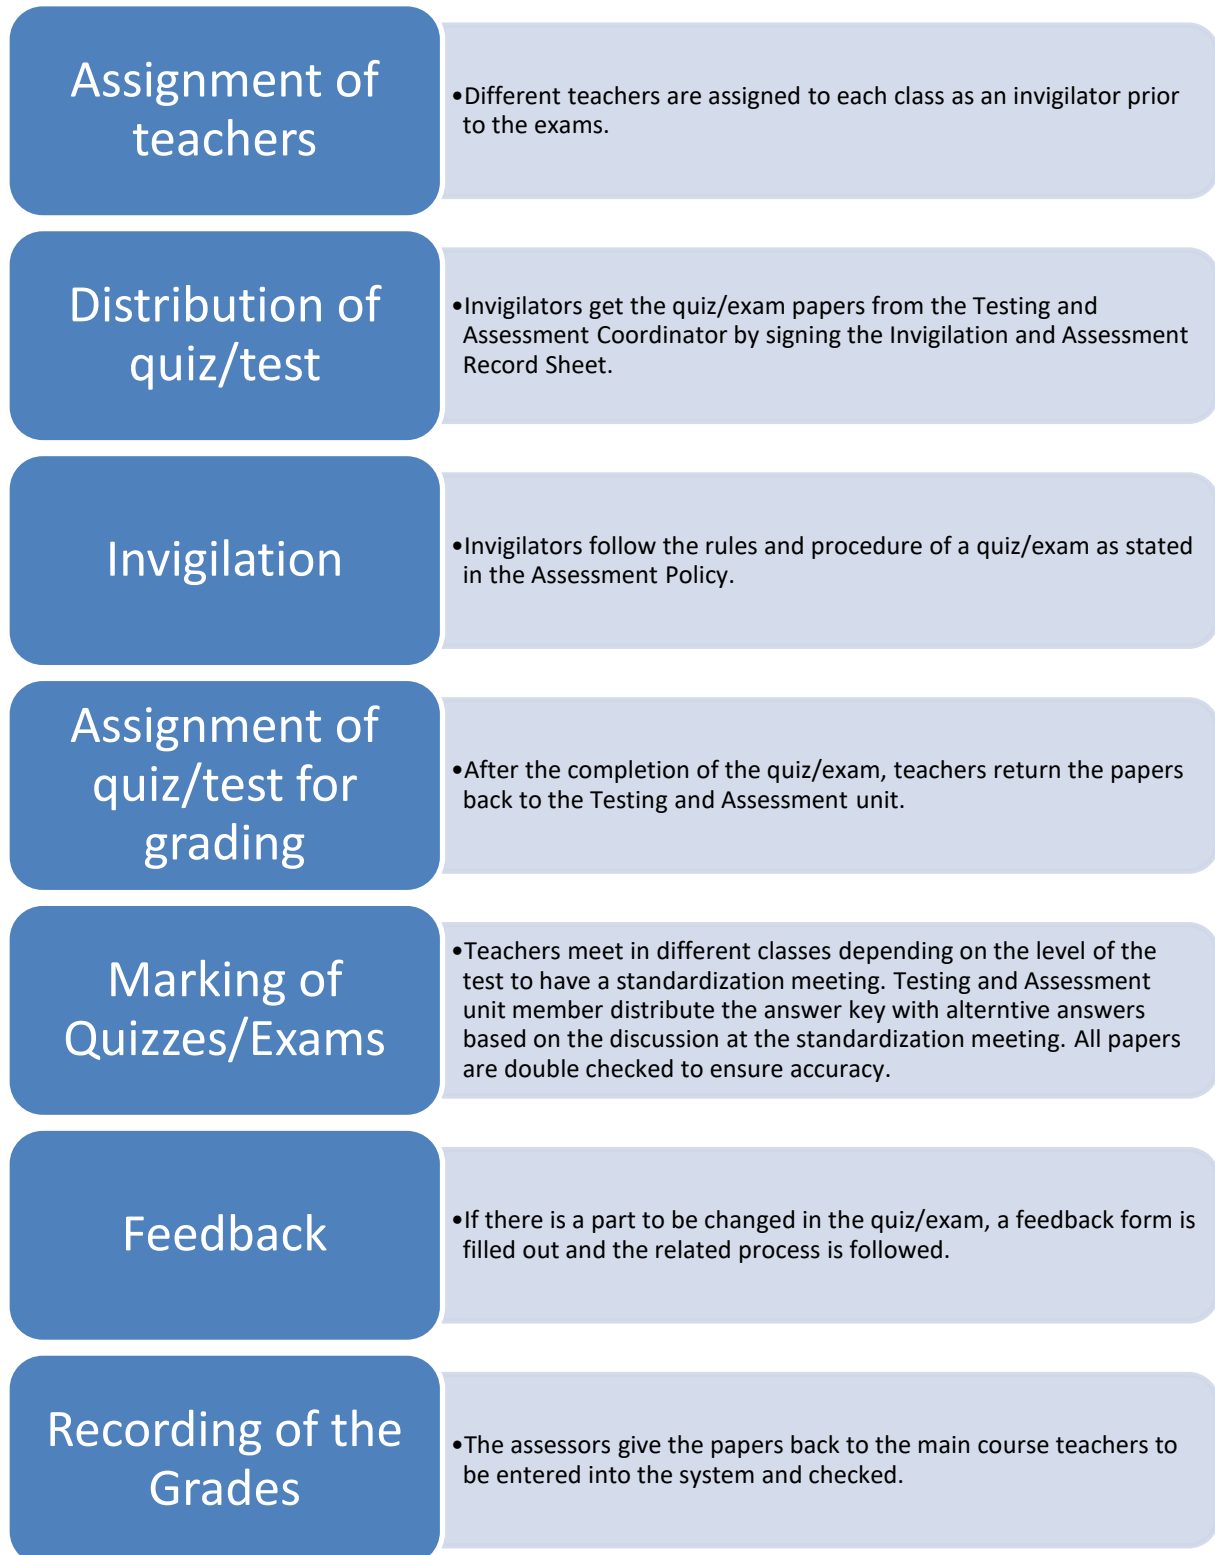 Assignment of
teachers
•Different teachers are assigned to each class as an invigilator prior
to the exams.
Distribution of
quiz/test
•Invigilators get the quiz/exam papers from the Testing and
Assessment Coordinator by signing the Invigilation and Assessment
Record Sheet.
Invigilation
•Invigilators follow the rules and procedure of a quiz/exam as stated
in the Assessment Policy.
Assignment of
quiz/test for
grading
•After the completion of the quiz/exam, teachers return the papers
back to the Testing and Assessment unit.
Marking of
Quizzes/Exams
•Teachers meet in different classes depending on the level of the
test to have a standardization meeting. Testing and Assessment
unit member distribute the answer key with alterntive answers
based on the discussion at the standardization meeting. All papers
are double checked to ensure accuracy.
Feedback
•If there is a part to be changed in the quiz/exam, a feedback form is
filled out and the related process is followed.
Recording of the
Grades
•The assessors give the papers back to the main course teachers to
be entered into the system and checked.